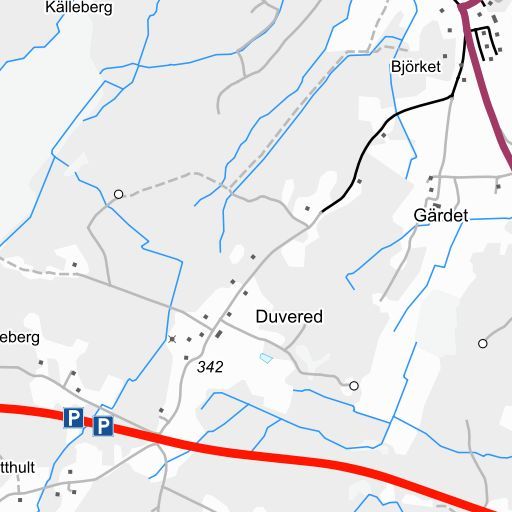 Källeberg
Björket
Gärdet
Duvered
eberg
342
P
P
tthult